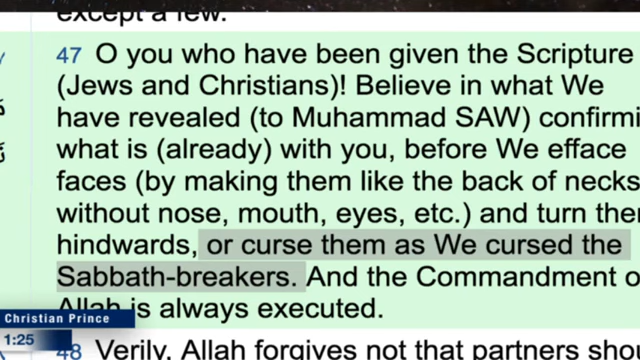 except a few.
47 O you who have been given the Scripture
(Jews and Christians)! Believe in what We
have revealed (to Muhammad SAW) confirmi
what is (already) with you, before We efface
faces (by making them like the back of necks
without nose, mouth, eyes, etc.) and turn them
hindwards, or curse them as We cursed the
Sabbath-breakers. And the Commandment o
Allah is always executed.
Christian Prince
1:25
48 Verily, Allah forgives not that partners shou